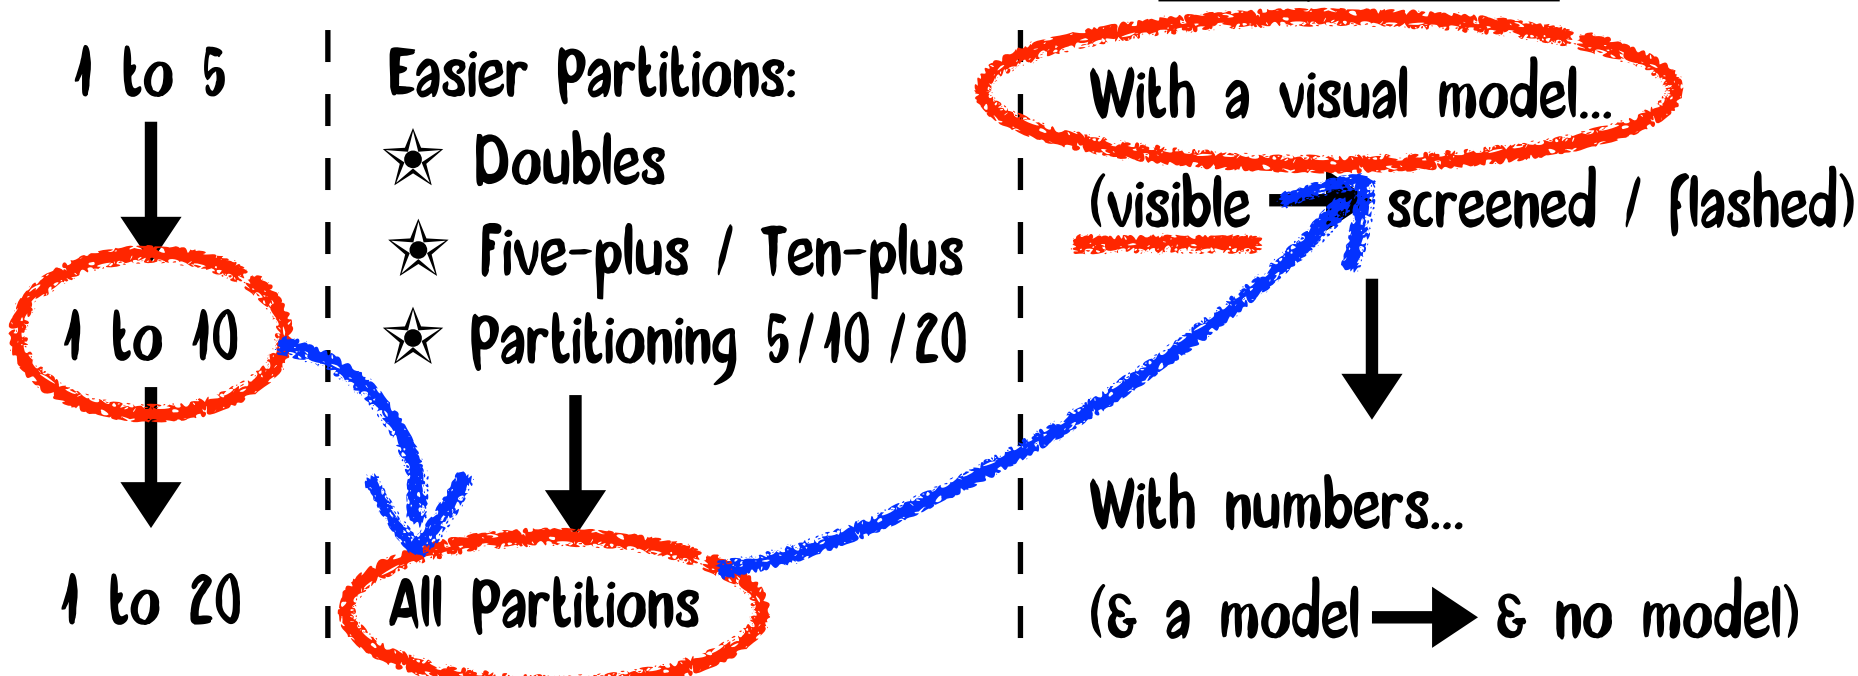 1 to 5
1 to 10
1 to 20
Easier Partitions:
Doubles
Five-plus / Ten-plus
Partitioning 5/10/20
All Partitions
With a visual model...
(visible → screened / flashed)
With numbers...
(& a model → & no model)